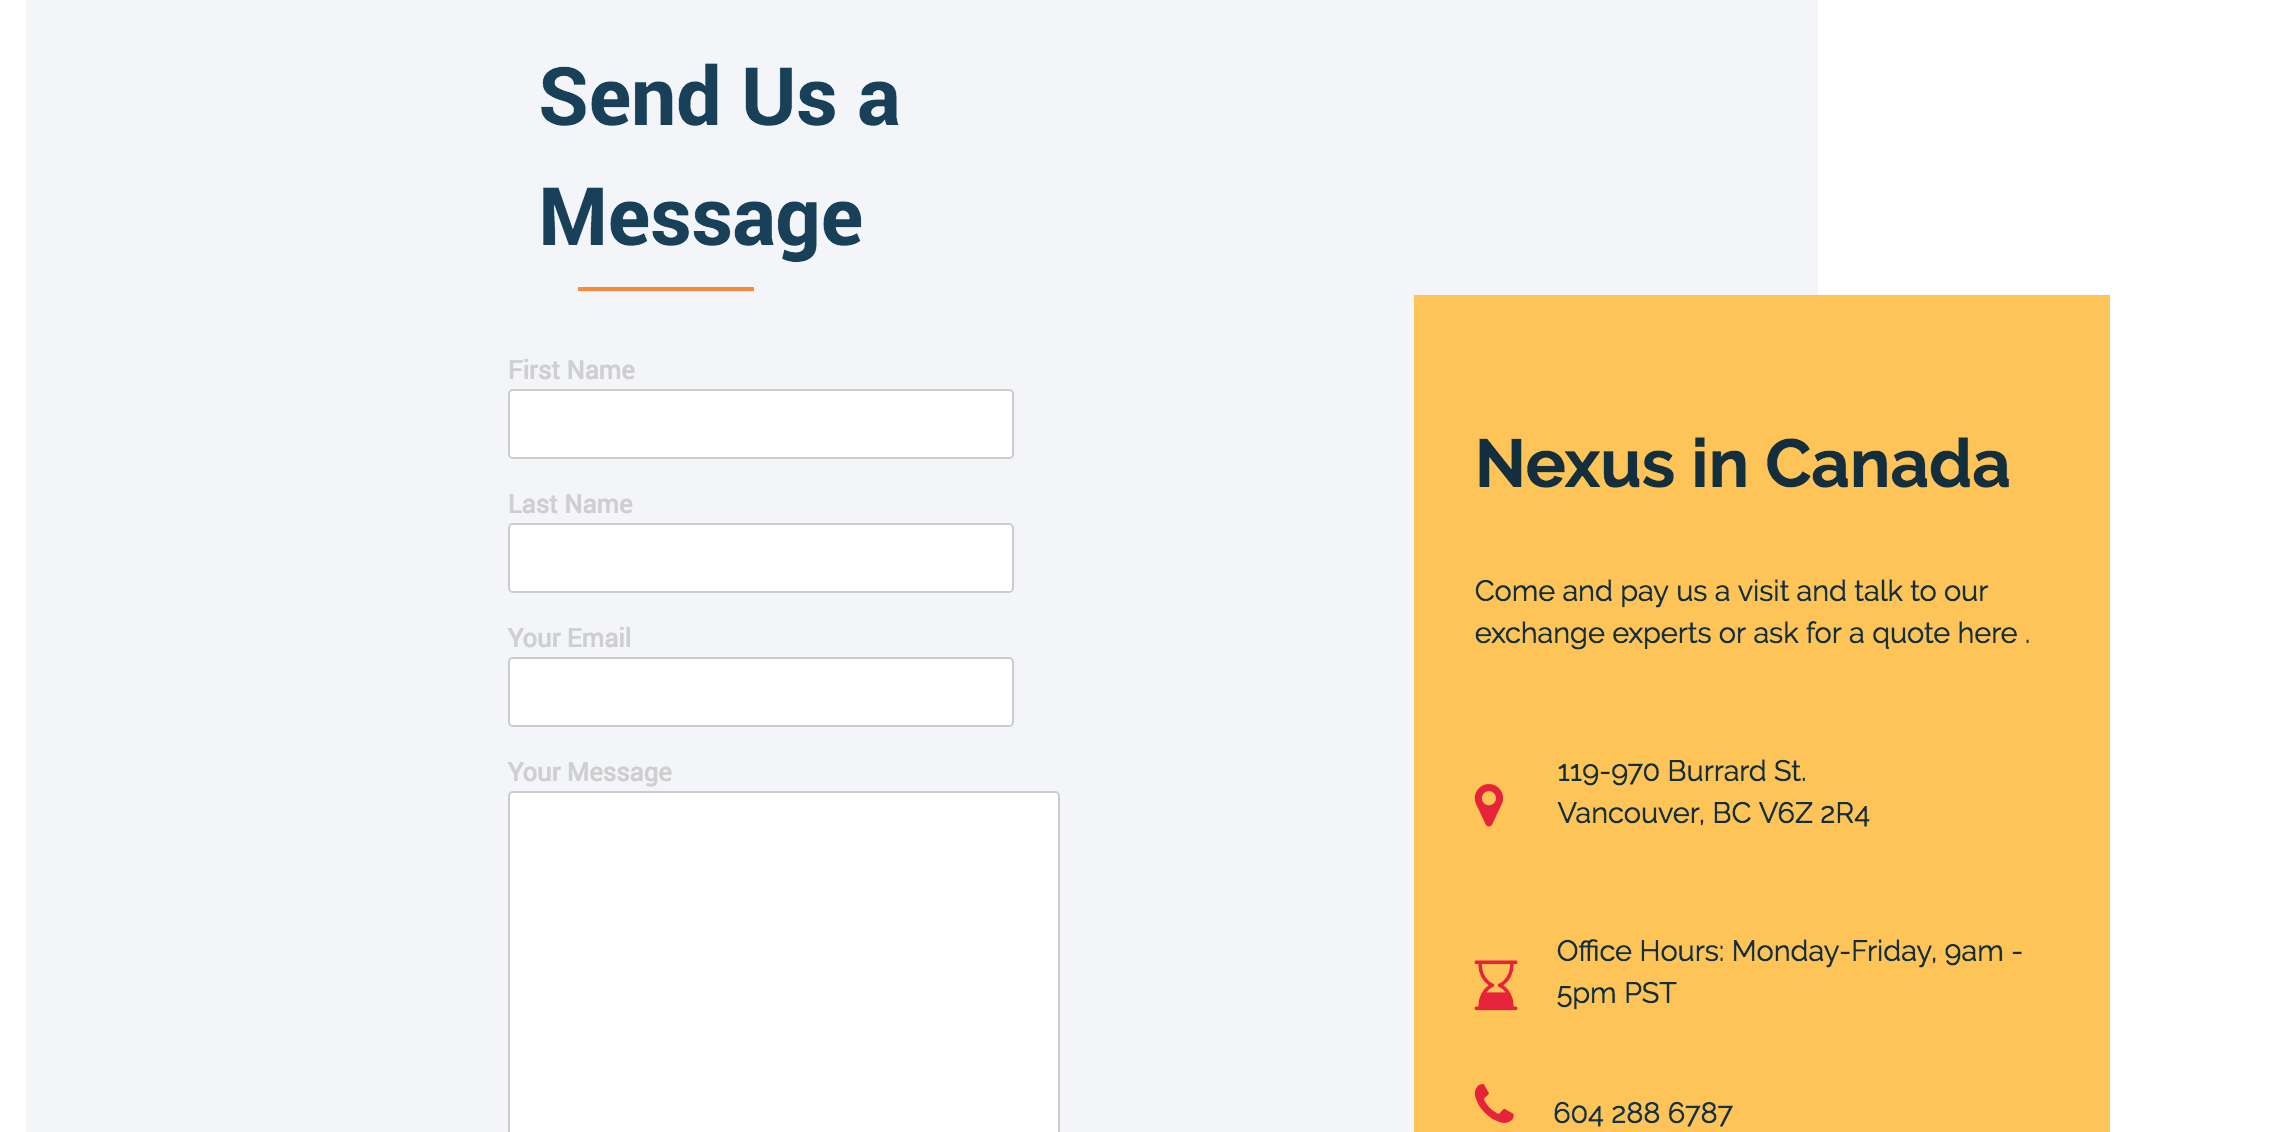 Send Us a
Message
First Name
Last Name
Your Email
Your Message
Nexus in Canada
Come and pay us a visit and talk to our
exchange experts or ask for a quote here .
119-970 Burrard St.
Vancouver, BC V6Z 2R4
Office Hours: Monday-Friday, 9am -
5pm PST
604 288 6787